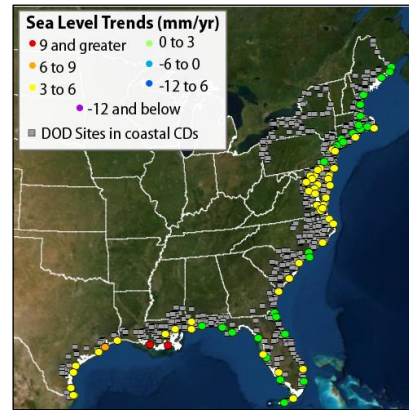 Sea Level Trends (mm/yr)
9 and greater
0 to 3
6 to 9
-6 to 0
3 to 6
-12 to 6
-12 and below
DOD Sites in coastal CDs